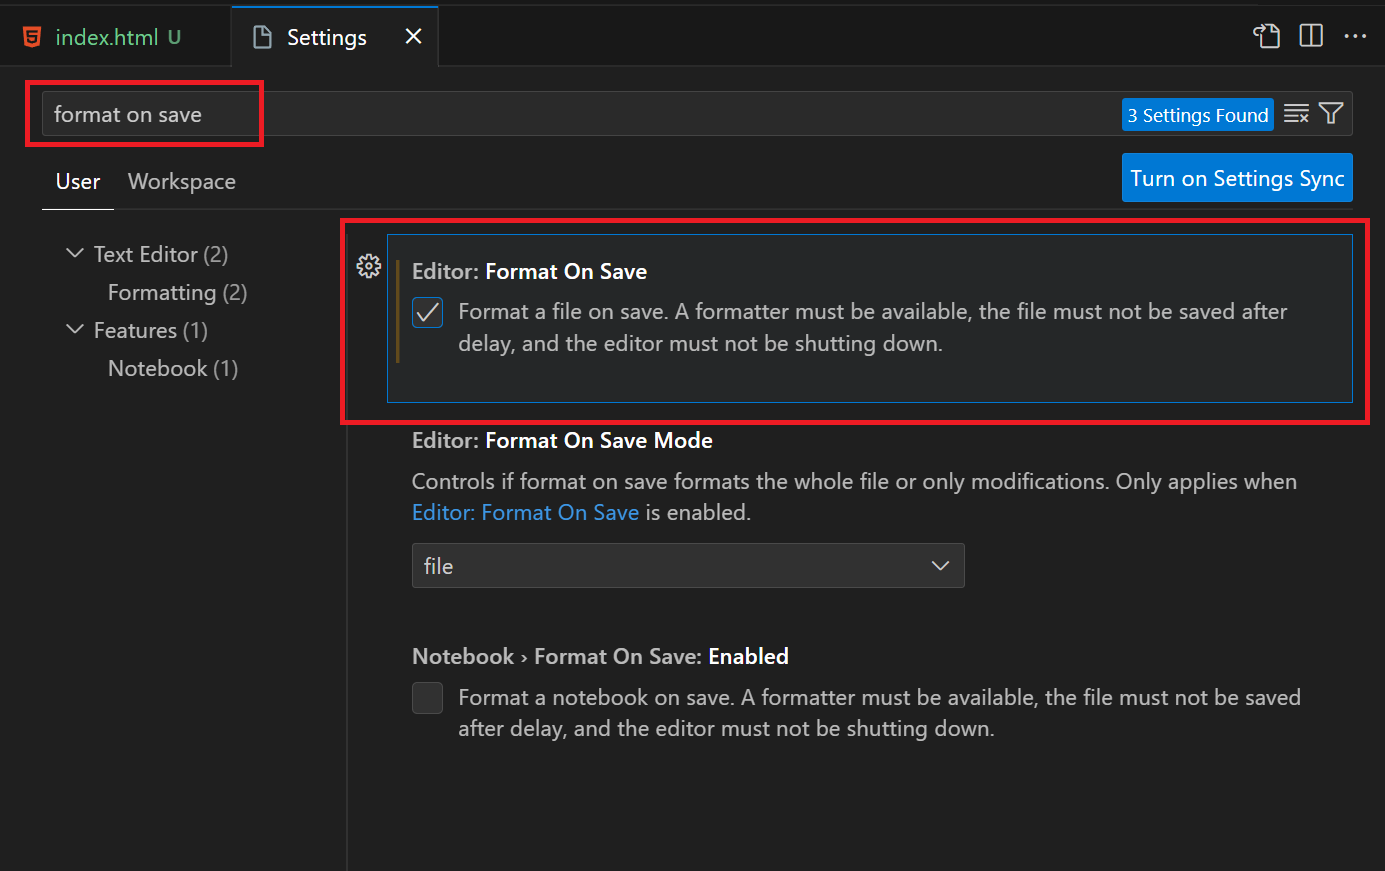 index.html U
Settings
format on save
3 Settings Found
User
Workspace
Turn on Settings Sync
Text Editor (2)
Formatting (2)
Features (1)
Notebook (1)
Editor: Format On Save
Format a file on save. A formatter must be available, the file must not be saved after
delay, and the editor must not be shutting down.
Editor: Format On Save Mode
Controls if format on save formats the whole file or only modifications. Only applies when
Editor: Format On Save is enabled.
file
Notebook › Format On Save: Enabled
Format a notebook on save. A formatter must be available, the file must not be saved
after delay, and the editor must not be shutting down.